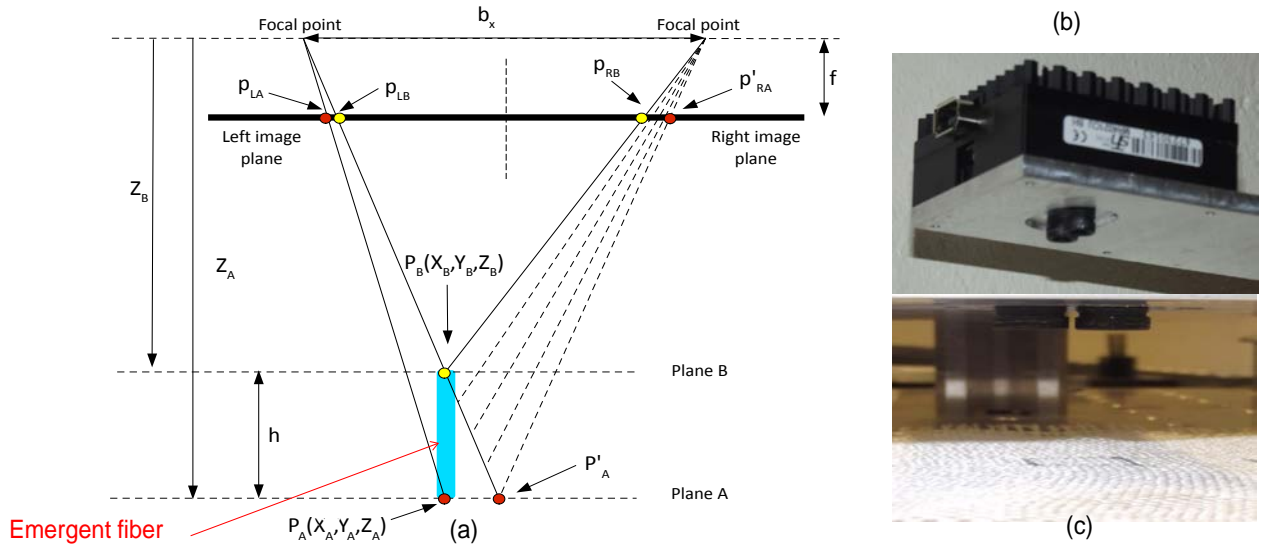 Focal point
b_x
Focal point
(b)
p_LA
p_LB
p_RB
p'_RA
f
Left image
plane
Right image
plane
Z_B
Z_A
P_B(X_B,Y_B,Z_B)
Plane B
h
P'_A
Plane A
Emergent fiber
P_A(X_A,Y_A,Z_A)
(a)
(c)